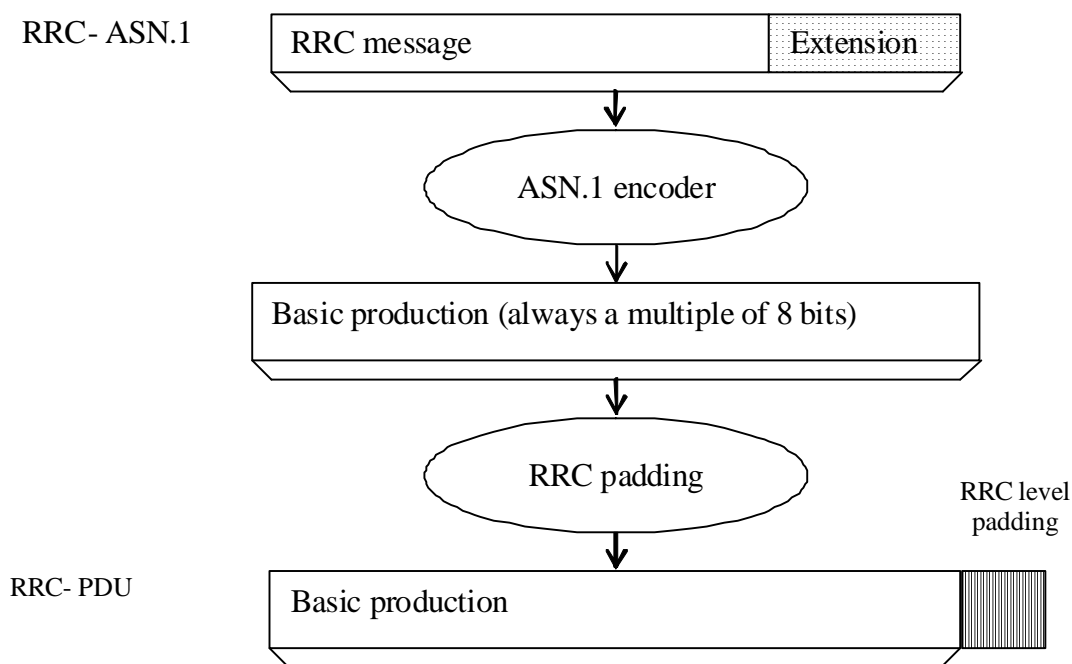 RRC- ASN.1
RRC message
Extension
ASN.1 encoder
Basic production (always a multiple of 8 bits)
RRC padding
RRC level
padding
RRC- PDU
Basic production